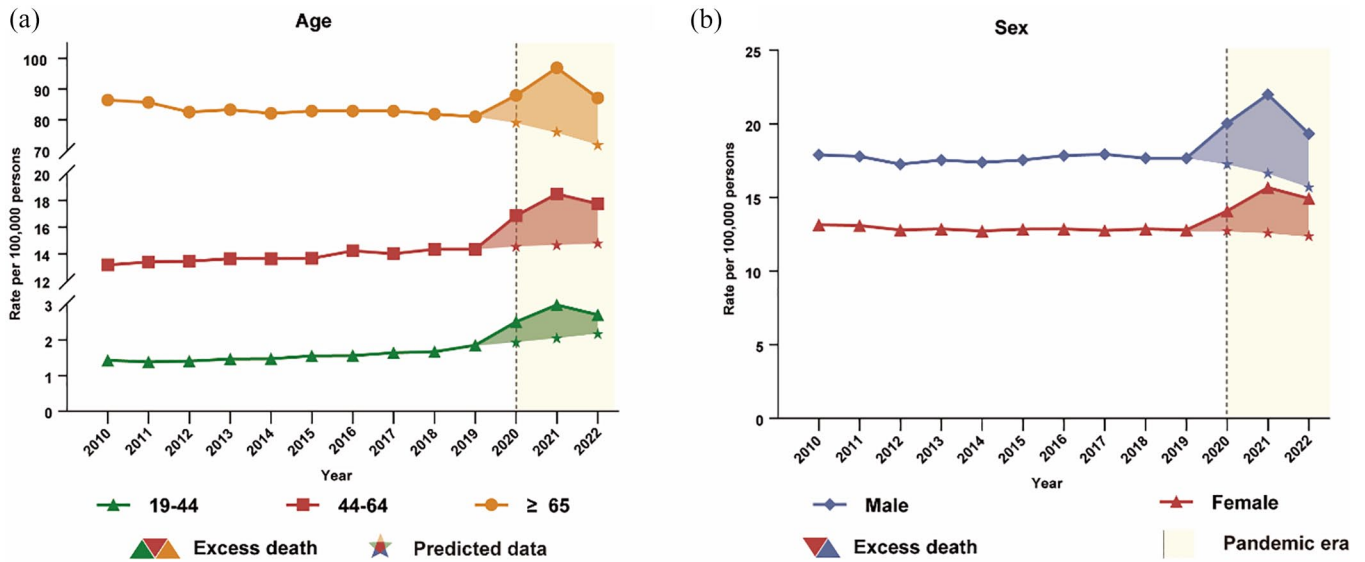 (a)
Age
Rate per 100,000 persons
100
90
80
70
20
18
16
14
12
3
2
1
0
2010 2011 2012 2013 2014 2015 2016 2017 2018 2019 2020 2021 2022
Year
19-44 44-64 ≥ 65
Excess death Predicted data
(b)
Sex
Rate per 100,000 persons
25
20
15
10
5
0
2010 2011 2012 2013 2014 2015 2016 2017 2018 2019 2020 2021 2022
Year
Male Female
Excess death Pandemic era